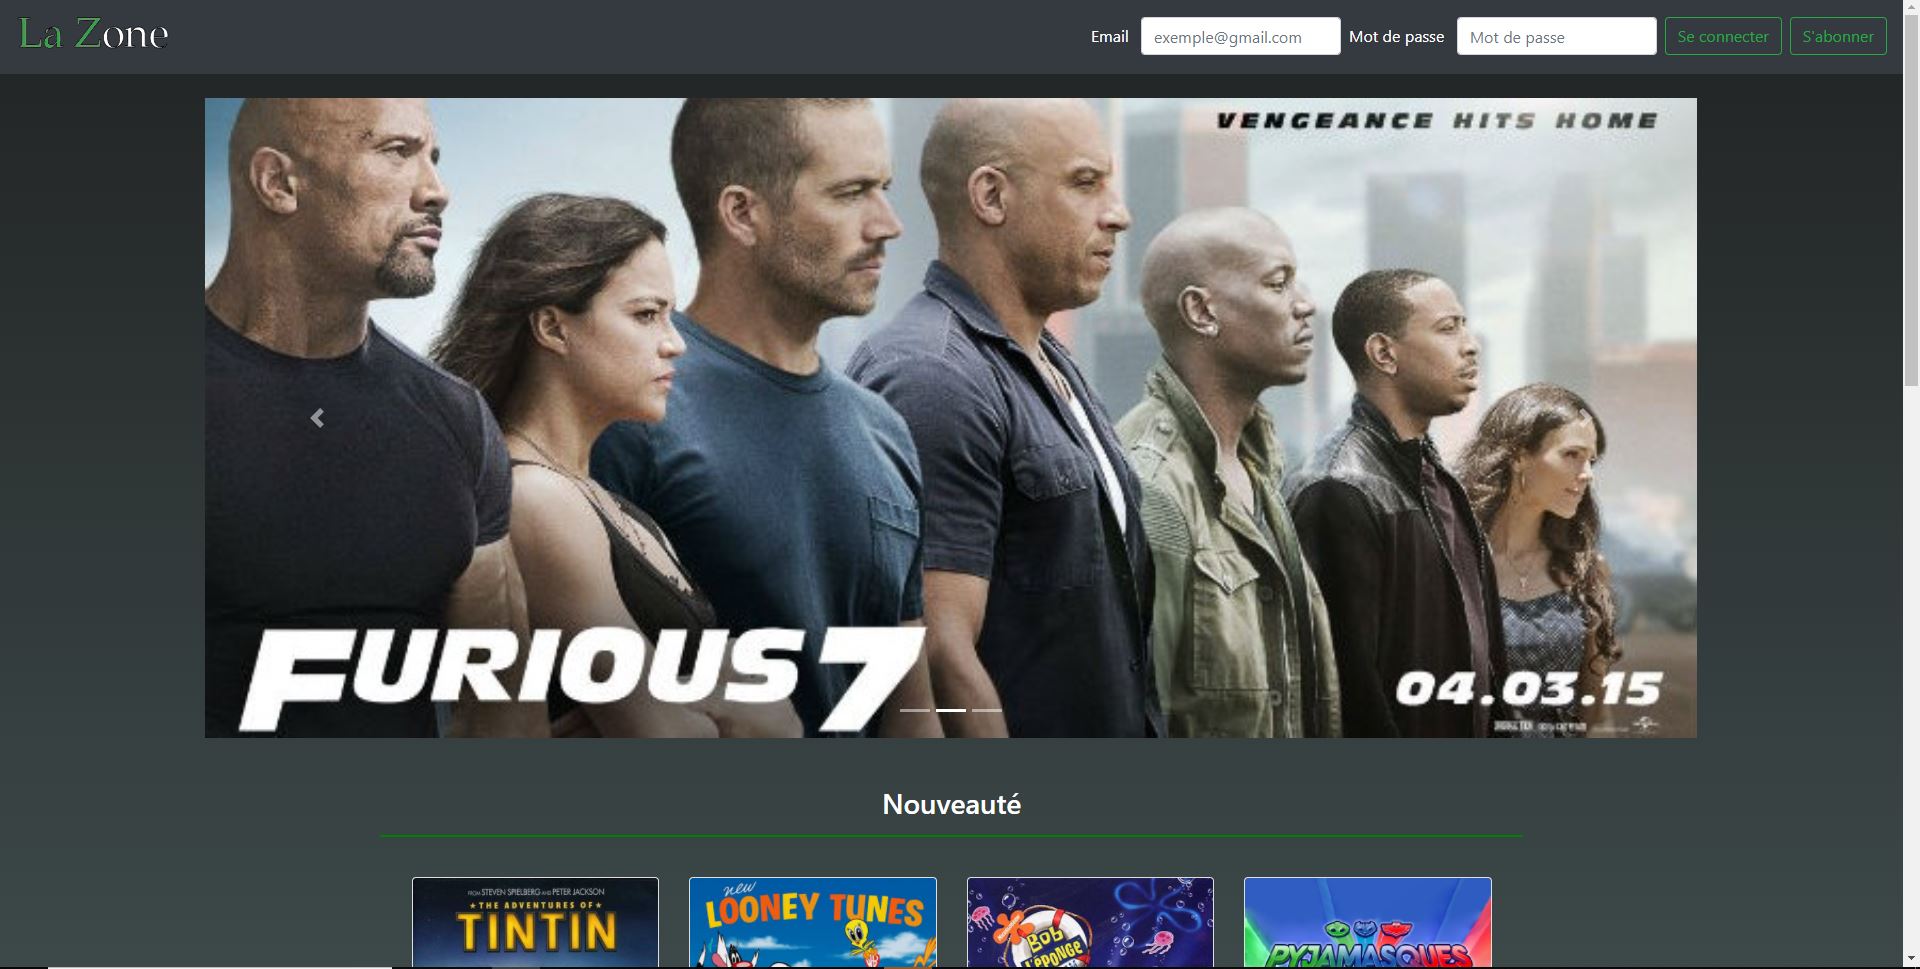 La Zone
Email exemple@gmail.com Mot de passe Mot de passe Se connecter S'abonner
VENGEANCE HITS HOME
FURIOUS 7
04.03.15
Nouveauté
FROM STEVEN SPIELBERG AND PETER JACKSON
THE ADVENTURES OF
TINTIN
new
LOONEY TUNES
NICKELODEON
Bob
L'éponge
PYJAMASQUES